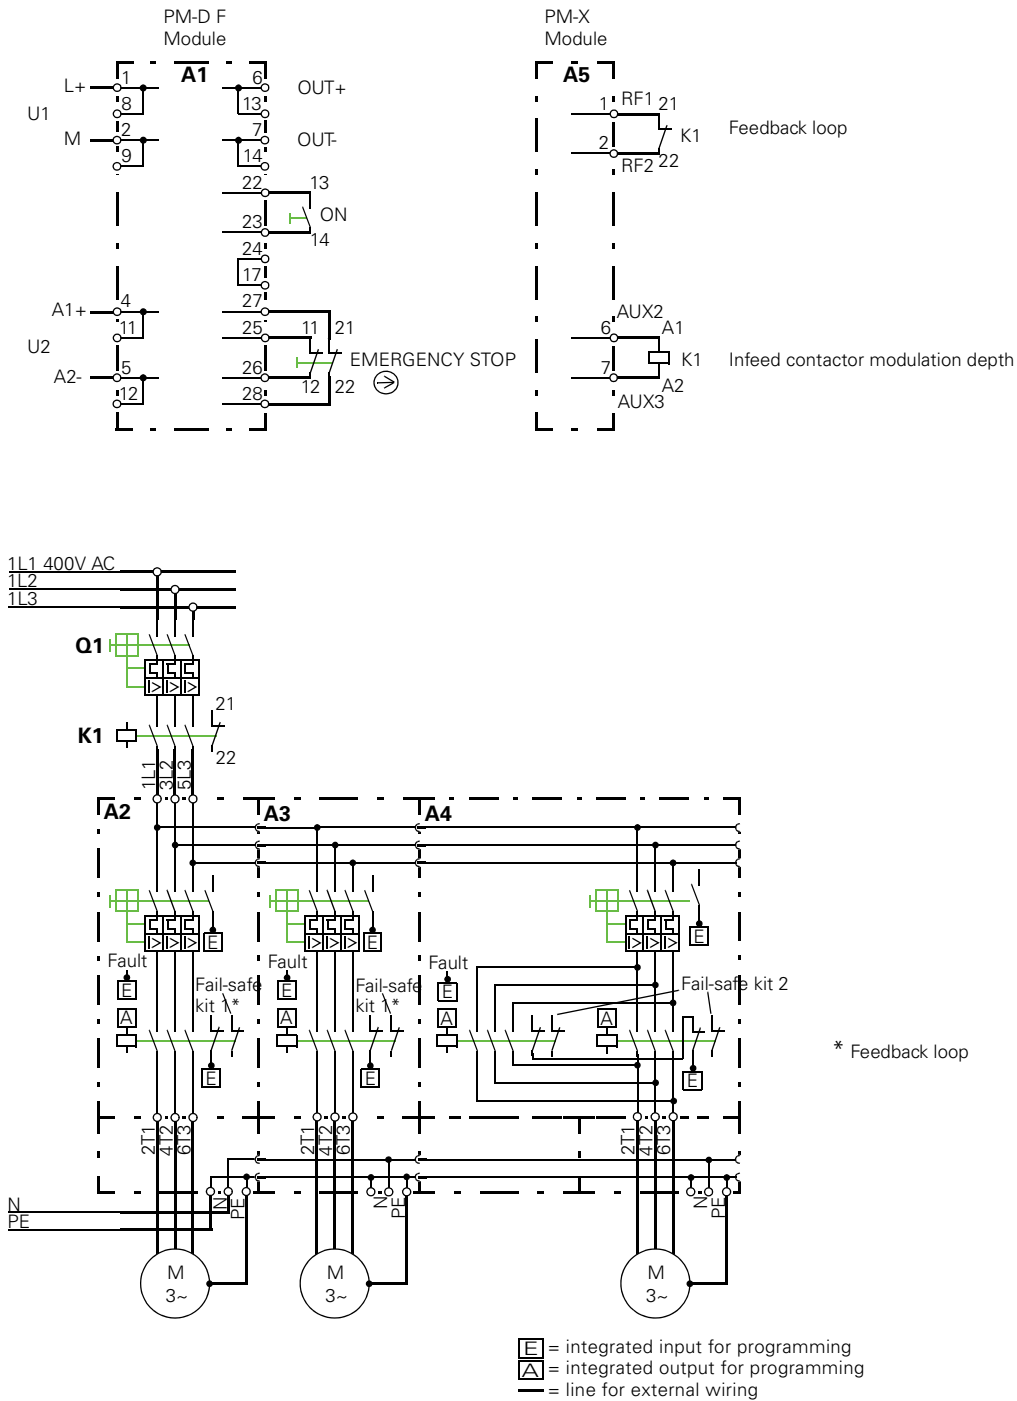 PM-D F
Module
PM-X
Module
A1
A5
L+
1
6
OUT+
U1
8
13
M
2
7
OUT-
9
14
22
13
ON
23
14
24
17
A1+
4
27
U2
11
25
11
21
EMERGENCY STOP
A2-
5
26
12
22
12
28
1
RF1
21
K1
Feedback loop
2
RF2
22
AUX2
6
A1
K1
Infeed contactor modulation depth
7
A2
AUX3
1L1 400V AC
1L2
1L3
Q1
I> I> I>
21
K1
22
1L1
3L2
5L3
A2
A3
A4
I> I> I>
E
I> I> I>
E
I> I> I>
E
Fault
E
Fail-safe
kit 1*
A
E
Fault
E
Fail-safe
kit 1*
A
E
Fault
E
Fail-safe kit 2
A
A
E
* Feedback loop
2T1
4T2
6T3
2T1
4T2
6T3
2T1
4T2
6T3
N
PE
N
PE
N
PE
N
PE
M
3~
M
3~
M
3~
E = integrated input for programming
A = integrated output for programming
= line for external wiring